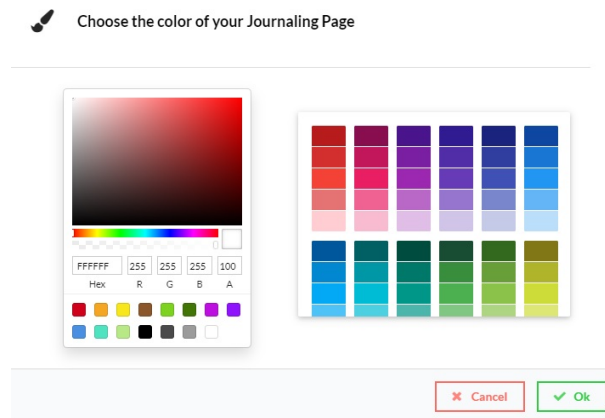 Choose the color of your Journaling Page
FFFFFF 255 255 255 100
Hex R G B A
Cancel Ok